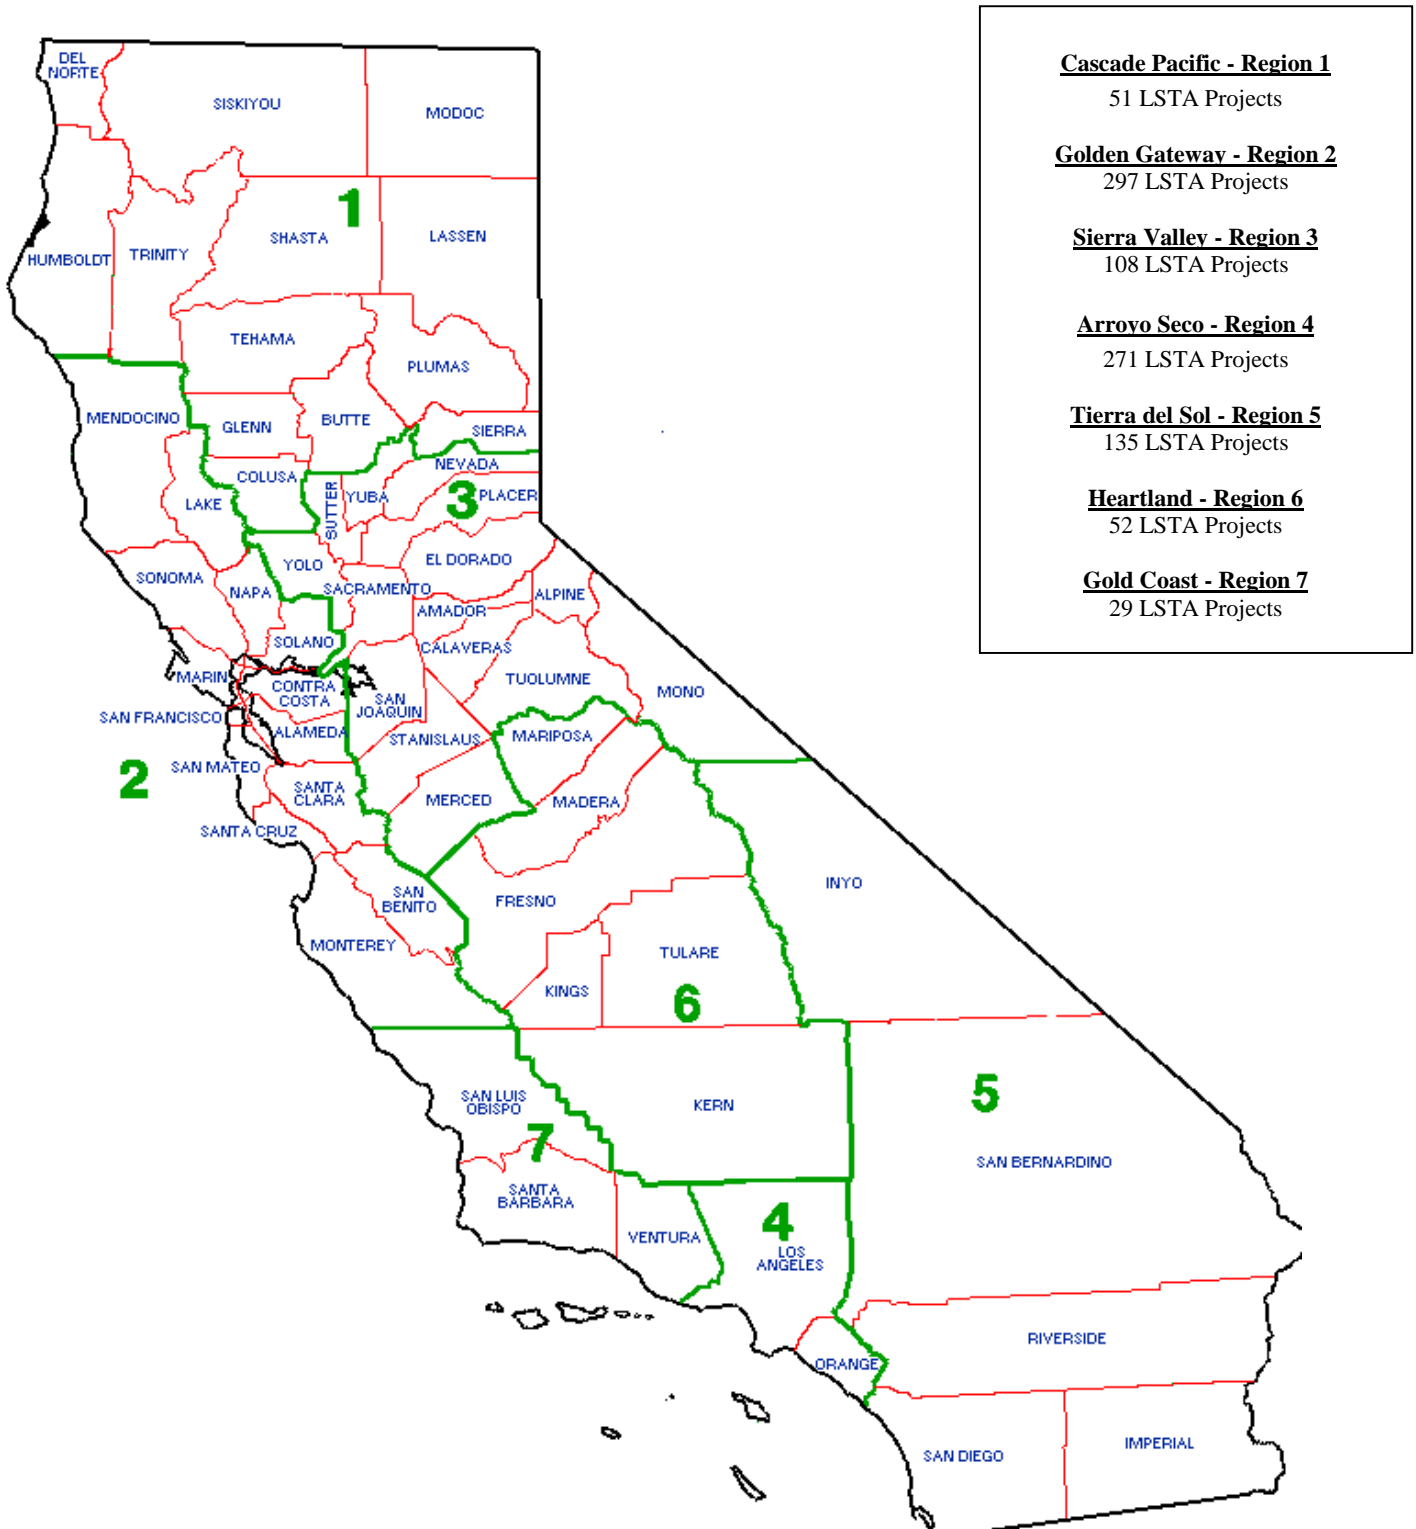 Cascade Pacific - Region 1
51 LSTA Projects
Golden Gateway - Region 2
297 LSTA Projects
Sierra Valley - Region 3
108 LSTA Projects
Arroyo Seco - Region 4
271 LSTA Projects
Tierra del Sol - Region 5
135 LSTA Projects
Heartland - Region 6
52 LSTA Projects
Gold Coast - Region 7
29 LSTA Projects
DEL
NORTE
SISKIYOU
MODOC
1
SHASTA
LASSEN
HUMBOLDT
TRINITY
TEHAMA
PLUMAS
MENDOCINO
GLENN
BUTTE
SIERRA
NEVADA
COLUSA
LAKE
SUTTER
YUBA
PLACER
3
SONOMA
NAPA
YOLO
EL DORADO
SACRAMENTO
ALPINE
AMADOR
SOLANO
CALAVERAS
MARIN
CONTRA
COSTA
TUOLUMNE
MONO
SAN
JOAQUIN
SAN FRANCISCO
ALAMEDA
STANISLAUS
MARIPOSA
2
SAN MATEO
SANTA
CLARA
MERCED
MADERA
SANTA CRUZ
SAN
BENITO
FRESNO
INYO
MONTEREY
TULARE
KINGS
6
SAN LUIS
OBISPO
KERN
5
7
SAN BERNARDINO
SANTA
BARBARA
VENTURA
4
LOS
ANGELES
RIVERSIDE
ORANGE
SAN DIEGO
IMPERIAL